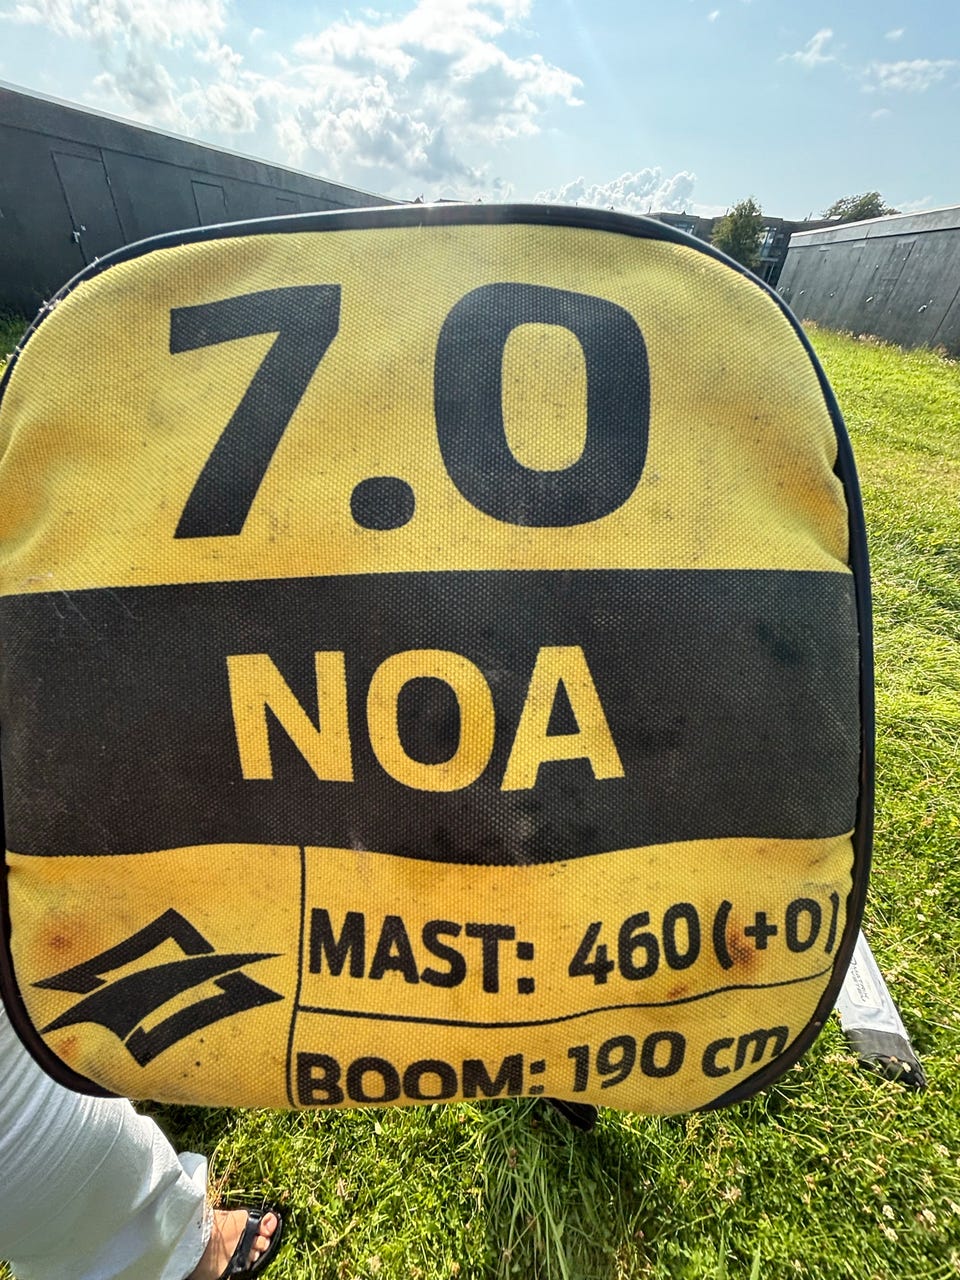 7.0
NOA
MAST: 460 (+0)
BOOM: 190 cm